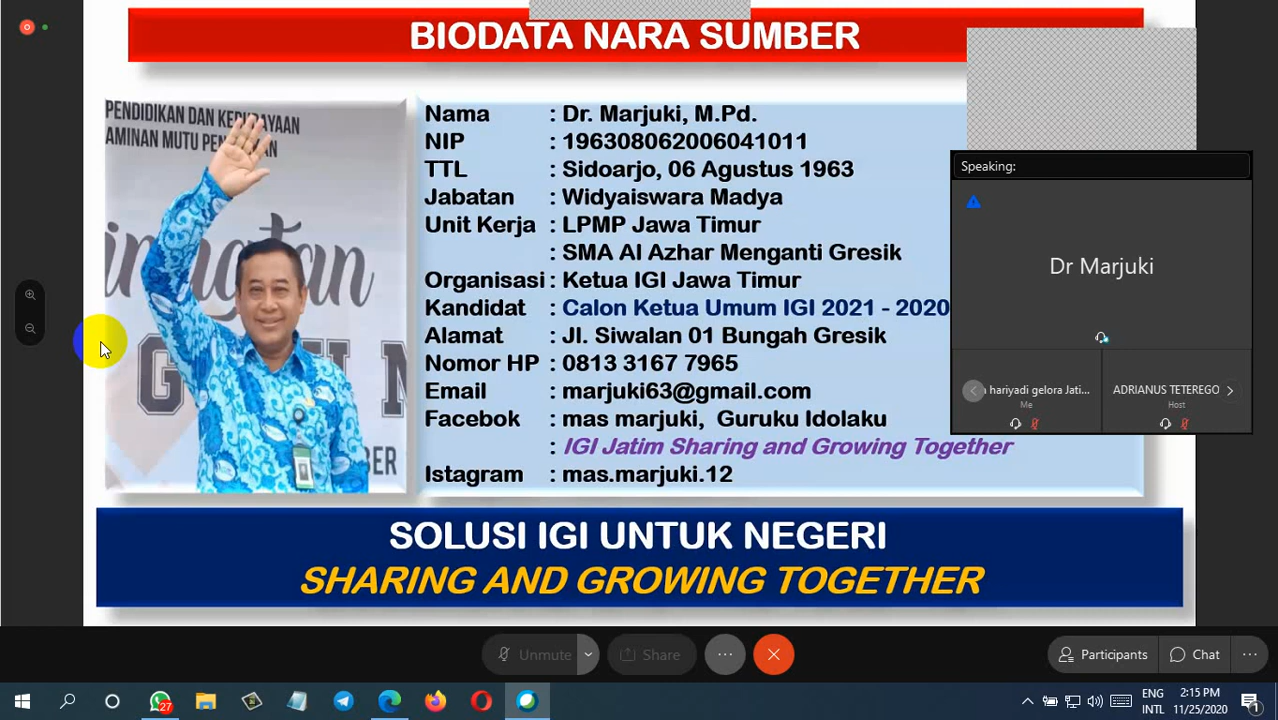 BIODATA NARA SUMBER
PENDIDIKAN DAN KEBUDAYAAN
AMINAN MUTU PENDIDIKAN
Nama : Dr. Marjuki, M.Pd.
NIP : 196308062006041011
TTL : Sidoarjo, 06 Agustus 1963
Jabatan : Widyaiswara Madya
Unit Kerja : LPMP Jawa Timur
: SMA Al Azhar Menganti Gresik
Organisasi : Ketua IGI Jawa Timur
Kandidat : Calon Ketua Umum IGI 2021 - 2020
Alamat : Jl. Siwalan 01 Bungah Gresik
Nomor HP : 0813 3167 7965
Email : marjuki63@gmail.com
Facebok : mas marjuki, Guruku Idolaku
: IGI Jatim Sharing and Growing Together
Istagram : mas.marjuki.12
SOLUSI IGI UNTUK NEGERI
SHARING AND GROWING TOGETHER
Speaking:
Dr Marjuki
hariyadi gelora Jati...
Me
ADRIANUS TETEREGO
Host
Unmute
Share
Participants
Chat
27
ENG
INTL
2:15 PM
11/25/2020
1